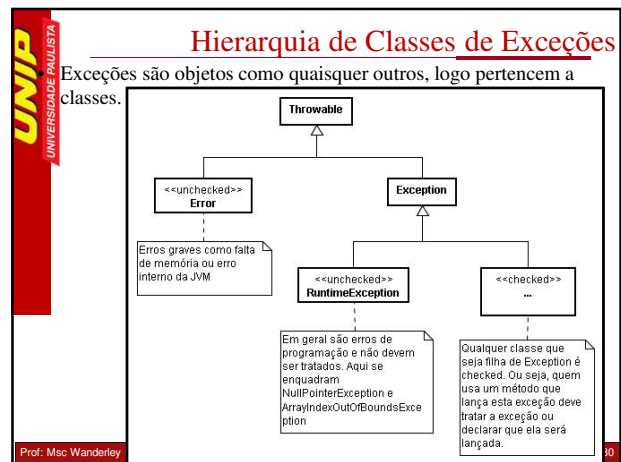 UNIP
UNIVERSIDADE PAULISTA
Hierarquia de Classes de Exceções
Exceções são objetos como quaisquer outros, logo pertencem a
classes.
Throwable
<<unchecked>>
Error
Exception
Erros graves como falta
de memória ou erro
interno da JVM
<<unchecked>>
RuntimeException
<<checked>>
...
Em geral são erros de
programação e não devem
ser tratados. Aqui se
enquadram
NullPointerException e
ArrayIndexOutOfBoundsExce
ption
Qualquer classe que
seja filha de Exception é
checked. Ou seja, quem
usa um método que
lança esta exceção deve
tratar a exceção ou
declarar que ela será
lançada.
Prof: Msc Wanderley
30